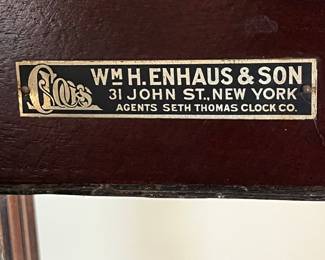 Clocks
WM H. ENHAUS & SON
31 JOHN ST., NEW YORK
AGENTS SETH THOMAS CLOCK CO.